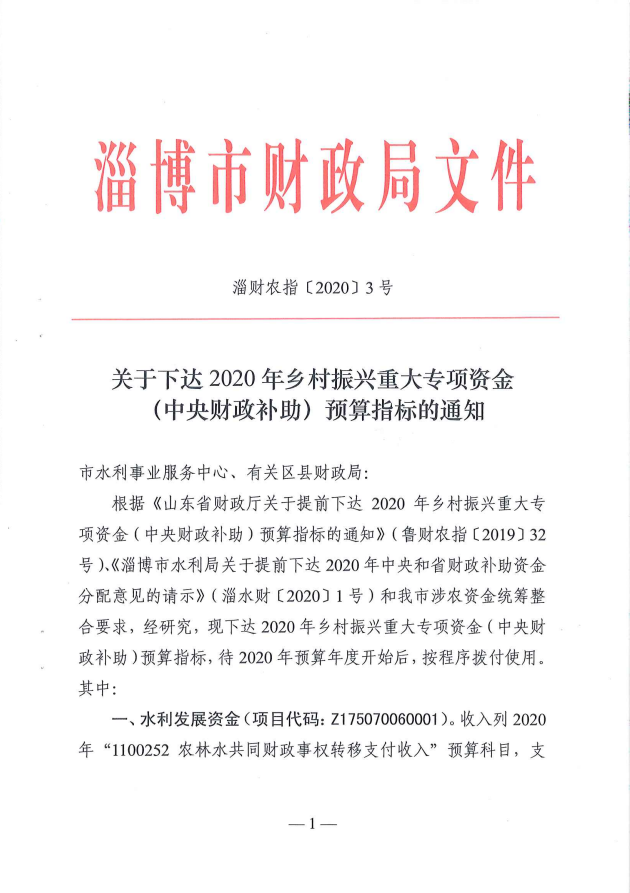 淄博市财政局文件
淄财农指〔2020〕3号
关于下达2020年乡村振兴重大专项资金
（中央财政补助）预算指标的通知
市水利事业服务中心、有关区县财政局：
根据《山东省财政厅关于提前下达 2020 年乡村振兴重大专
项资金（中央财政补助）预算指标的通知》（鲁财农指〔2019〕32
号）、《淄博市水利局关于提前下达2020年中央和省财政补助资金
分配意见的请示》（淄水财〔2020〕1号）和我市涉农资金统筹整
合要求，经研究，现下达2020年乡村振兴重大专项资金（中央财
政补助）预算指标，待2020年预算年度开始后，按程序拨付使用。
其中：
一、水利发展资金（项目代码：Z175070060001）。收入列2020
年“1100252 农林水共同财政事权转移支付收入”预算科目，支
— 1 —